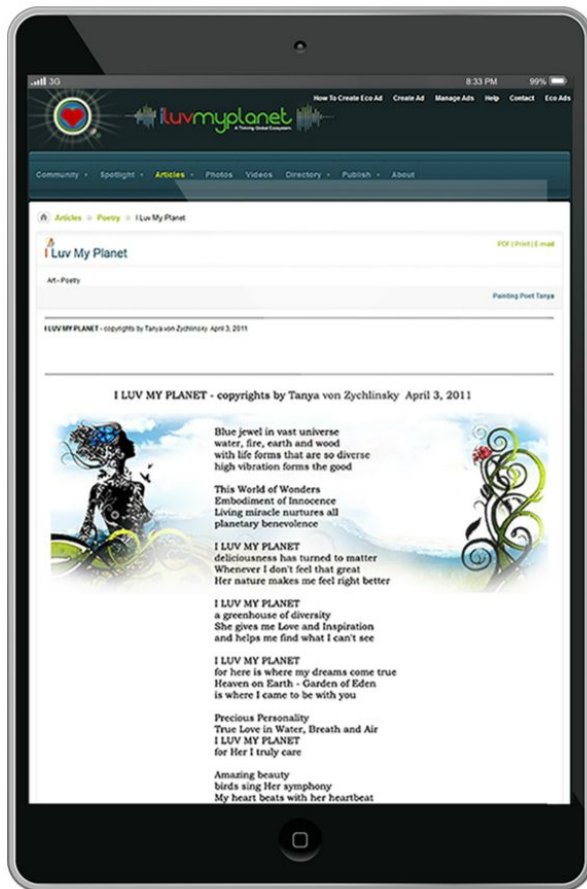 3G 8:33 PM 99%
How To Create Eco Ad Create Ad Manage Ads Help Contact Eco Ads
iluvmyplanet
A Thriving Global Ecosystem
Community Spotlight Articles Photos Videos Directory Publish About
Articles Poetry I Luv My Planet
I Luv My Planet
PDF | Print | E-mail
Art - Poetry
Painting Poet Tanya
I LUV MY PLANET - copyrights by Tanya von Zychlinsky April 3, 2011
I LUV MY PLANET - copyrights by Tanya von Zychlinsky April 3, 2011
Blue jewel in vast universe
water, fire, earth and wood
with life forms that are so diverse
high vibration forms the good
This World of Wonders
Embodiment of Innocence
Living miracle nurtures all
planetary benevolence
I LUV MY PLANET
deliciousness has turned to matter
Whenever I don't feel that great
Her nature makes me feel right better
I LUV MY PLANET
a greenhouse of diversity
She gives me Love and Inspiration
and helps me find what I can't see
I LUV MY PLANET
for here is where my dreams come true
Heaven on Earth - Garden of Eden
is where I came to be with you
Precious Personality
True Love in Water, Breath and Air
I LUV MY PLANET
for Her I truly care
Amazing beauty
birds sing Her symphony
My heart beats with her heartbeat